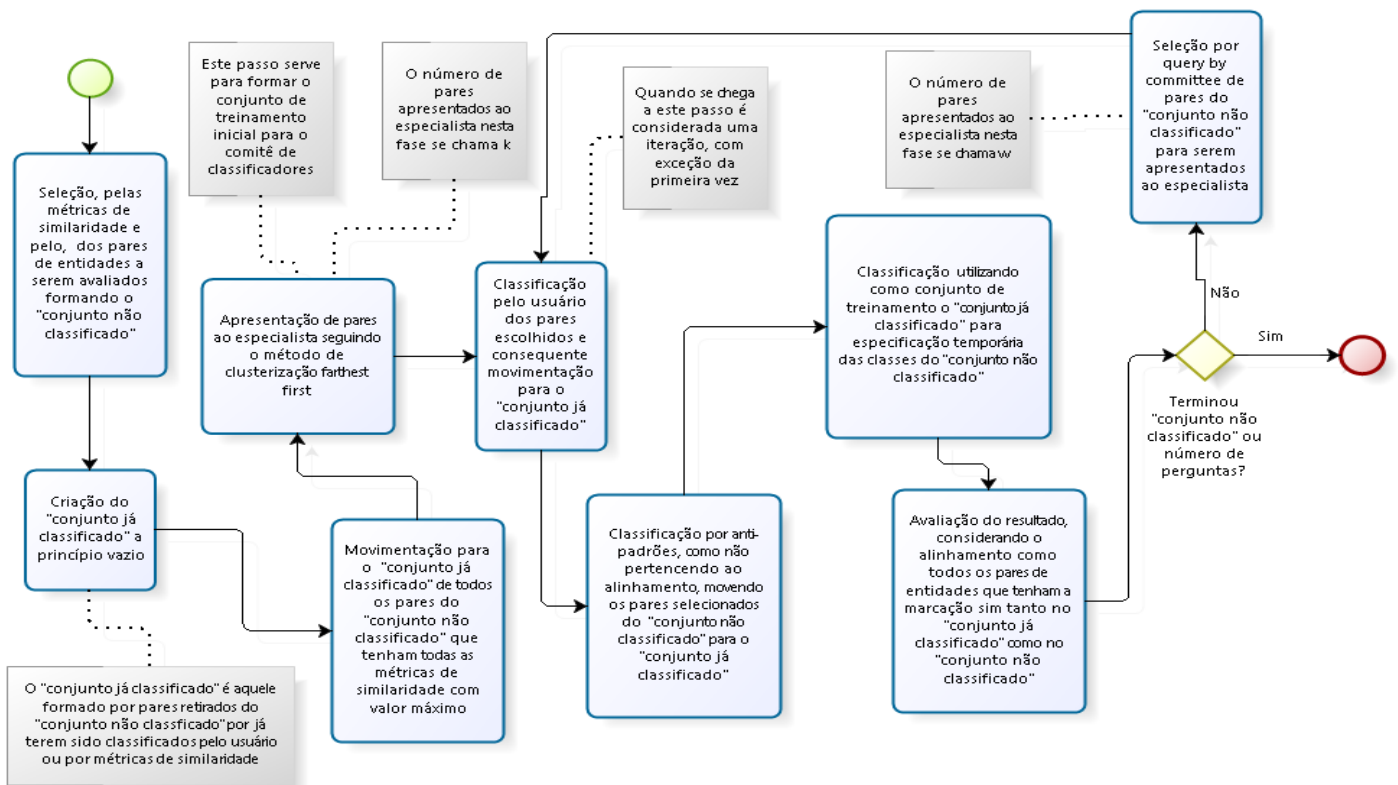 Seleção, pelas
métricas de
similaridade e
pelo, dos pares
de entidades a
serem avaliados
formando o
"conjunto não
classificado"
Criação do
"conjunto já
classificado" a
princípio vazio
O "conjunto já classificado" é aquele
formado por pares retirados do
"conjunto não classficado" por já
terem sido classificados pelo usuário
ou por métricas de similaridade
Movimentação para
o "conjunto já
classificado" de todos
os pares do
"conjunto não
classificado" que
tenham todas as
métricas de
similaridade com
valor máximo
Este passo serve
para formar o
conjunto de
treinamento
inicial para o
comitê de
classificadores
O número de
pares
apresentados ao
especialista nesta
fase se chama k
Apresentação de pares
ao especialista seguindo
o método de
clusterização farthest
first
Quando se chega
a este passo é
considerada uma
iteração, com
exceção da
primeira vez
Classificação
pelo usuário
dos pares
escolhidos e
consequente
movimentação
para o
"conjunto já
classificado"
Classificação por anti-
padrões, como não
pertencendo ao
alinhamento, movendo
os pares selecionados
do "conjunto não
classificado" para o
"conjunto já
classificado"
Classificação utilizando
como conjunto de
treinamento o "conjunto já
classificado" para
especificação temporária
das classes do "conjunto não
classificado"
Avaliação do resultado,
considerando o
alinhamento como
todos os pares de
entidades que tenham a
marcação sim tanto no
"conjunto já
classificado" como no
"conjunto não
classificado"
Terminou
"conjunto não
classificado" ou
número de
perguntas?
Sim
Não
O número de
pares
apresentados ao
especialista nesta
fase se chama w
Seleção por
query by
committee de
pares do
"conjunto não
classificado"
para serem
apresentados
ao especialista